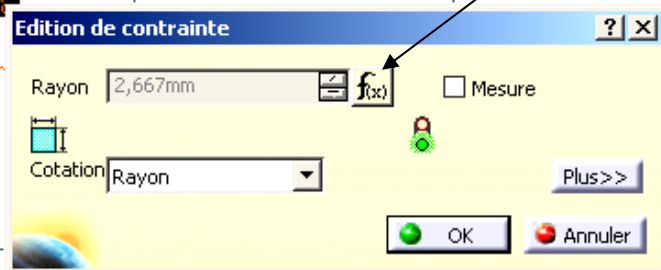 Edition de contrainte ? X
Rayon 2,667mm f(x) Mesure
Cotation Rayon Plus>>
OK Annuler